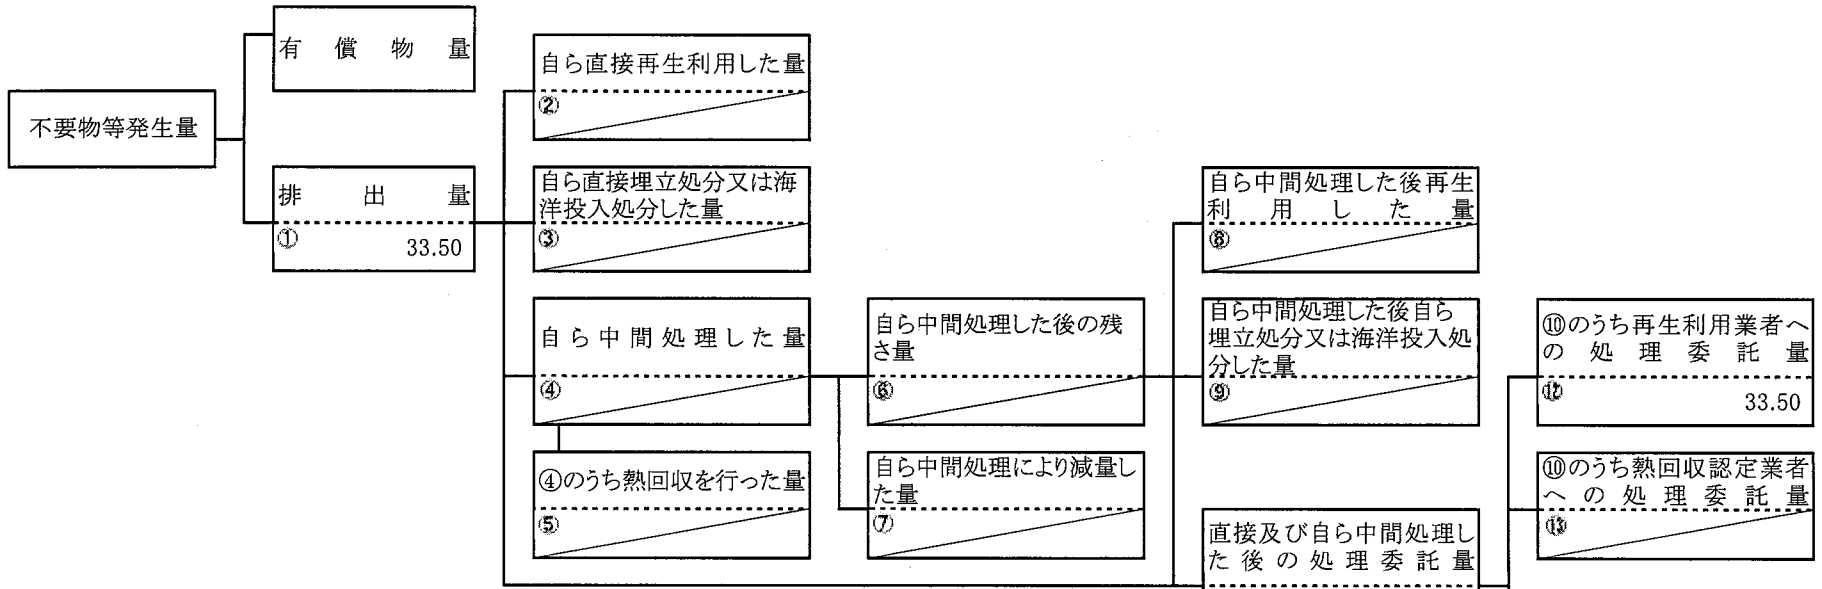 有償物量
不要物等発生量
排出量
①
33.50
自ら直接再生利用した量
②
自ら直接埋立処分又は海
洋投入処分した量
③
自ら中間処理した量
④
④のうち熱回収を行った量
⑤
自ら中間処理した後の残
さ量
⑥
自ら中間処理により減量し
た量
⑦
自ら中間処理した後再生
利用した量
⑧
自ら中間処理した後自ら
埋立処分又は海洋投入処
分した量
⑨
直接及び自ら中間処理し
た後の処理委託量
⑩のうち再生利用業者へ
の処理委託量
⑫
33.50
⑩のうち熱回収認定業者
への処理委託量
⑬